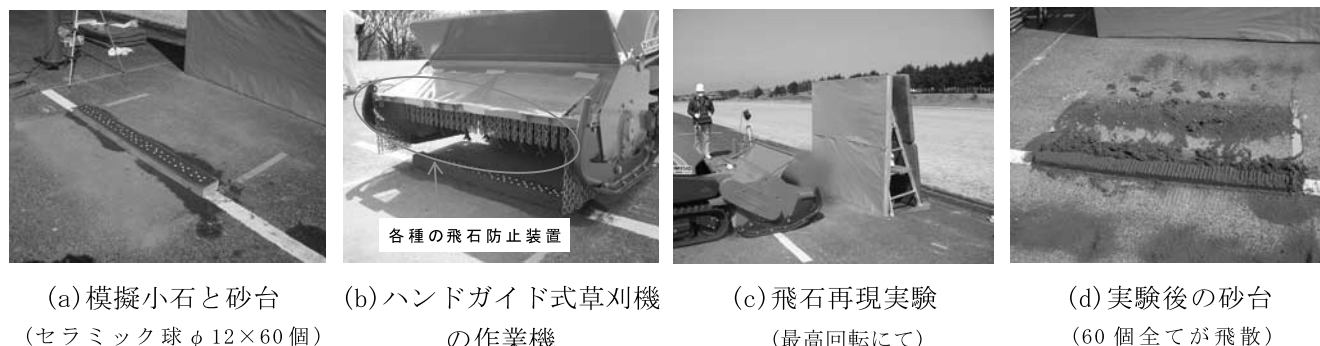 各種の飛石防止装置
(a)模擬小石と砂台
(セラミック球φ12×60個)
(b)ハンドガイド式草刈機
の作業機
(c)飛石再現実験
(最高回転にて)
(d)実験後の砂台
(60個全てが飛散)